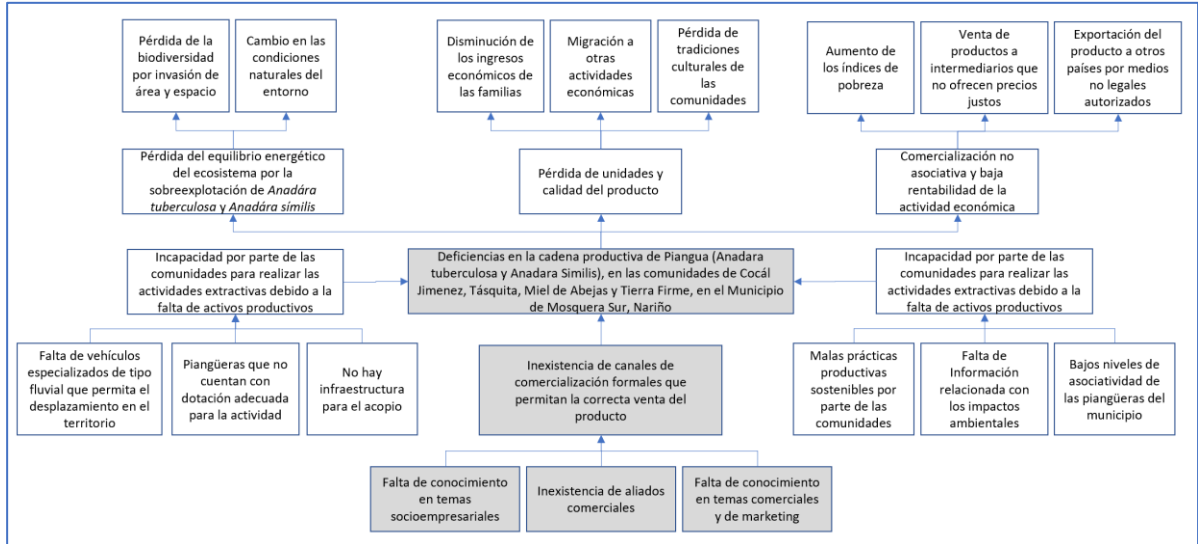 Pérdida de la
biodiversidad
por invasión de
área y espacio
Cambio en las
condiciones
naturales del
entorno
Disminución de
los ingresos
económicos de
las familias
Migración a
otras
actividades
económicas
Pérdida de
tradiciones
culturales de
las
comunidades
Aumento de
los índices de
pobreza
Venta de
productos a
intermediarios que
no ofrecen precios
justos
Exportación del
producto a otros
países por medios
no legales
autorizados
Pérdida del equilibrio energético
del ecosistema por la
sobreexplotación de Anadára
tuberculosa y Anadára símilis
Pérdida de unidades y
calidad del producto
Comercialización no
asociativa y baja
rentabilidad de la
actividad económica
Incapacidad por parte de las
comunidades para realizar las
actividades extractivas debido a la
falta de activos productivos
Deficiencias en la cadena productiva de Piangua (Anadara
tuberculosa y Anadara Similis), en las comunidades de Cocál
Jimenez, Tásquita, Miel de Abejas y Tierra Firme, en el Municipio
de Mosquera Sur, Nariño
Incapacidad por parte de las
comunidades para realizar las
actividades extractivas debido a la
falta de activos productivos
Falta de vehículos
especializados de tipo
fluvial que permita el
desplazamiento en el
territorio
Piangüeras que no
cuentan con
dotación adecuada
para la actividad
No hay
infraestructura
para el acopio
Inexistencia de canales de
comercialización formales que
permitan la correcta venta del
producto
Malas prácticas
productivas
sostenibles por
parte de las
comunidades
Falta de
Información
relacionada con
los impactos
ambientales
Bajos niveles de
asociatividad de
las piangüeras del
municipio
Falta de conocimiento
en temas
socioempresariales
Inexistencia de aliados
comerciales
Falta de conocimiento
en temas comerciales
y de marketing